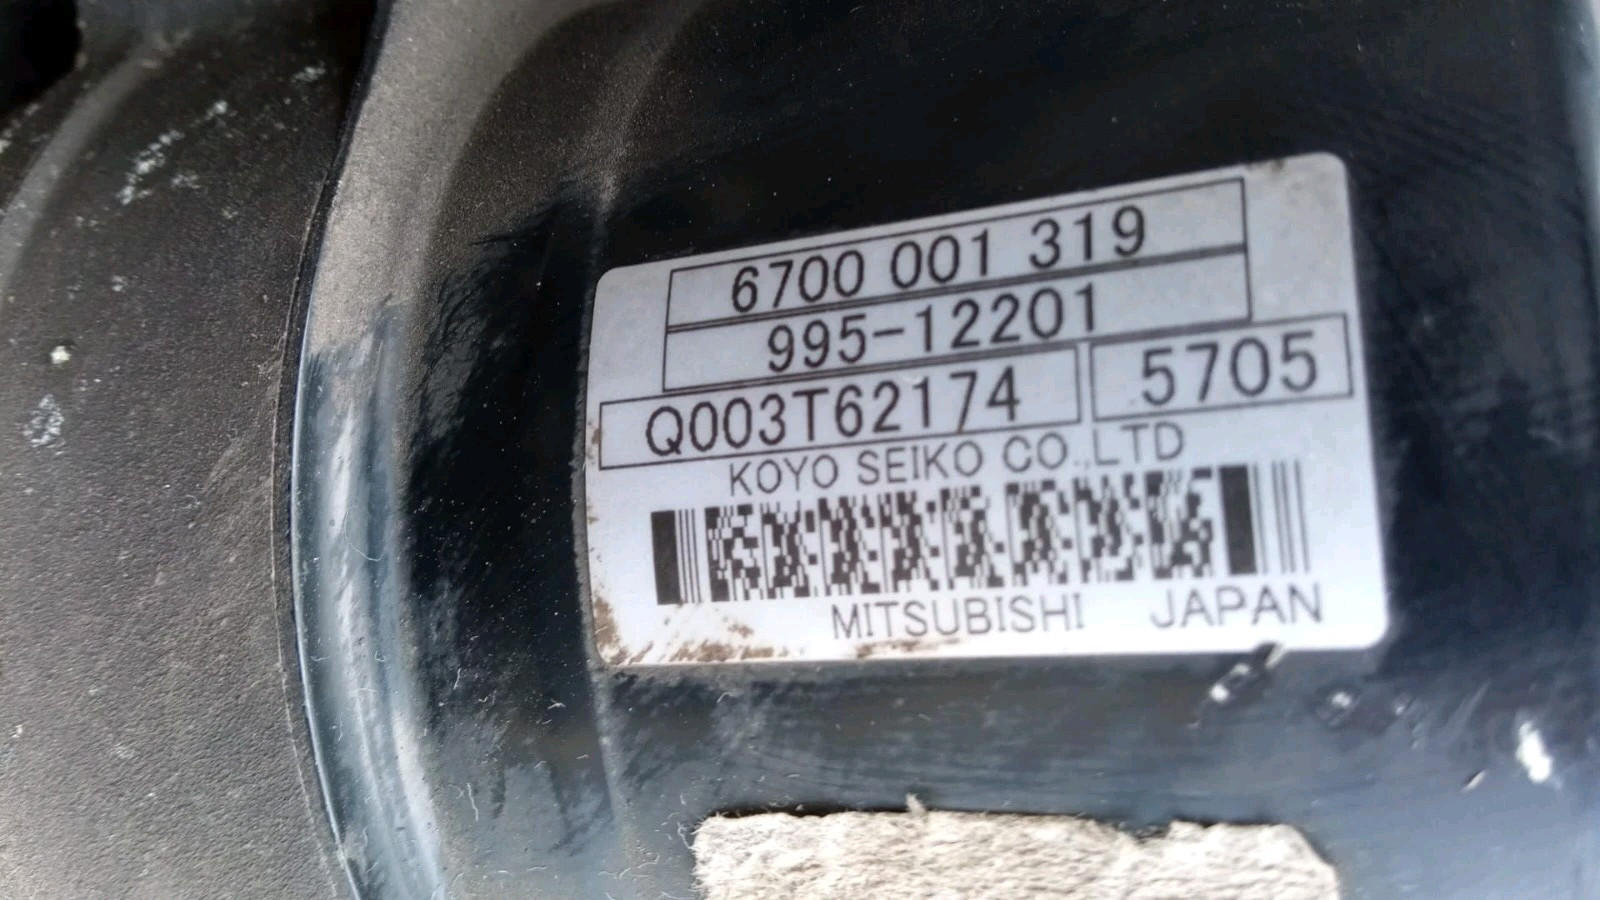 6700 001 319
995-12201
Q003T62174 5705
KOYO SEIKO CO.,LTD
MITSUBISHI JAPAN